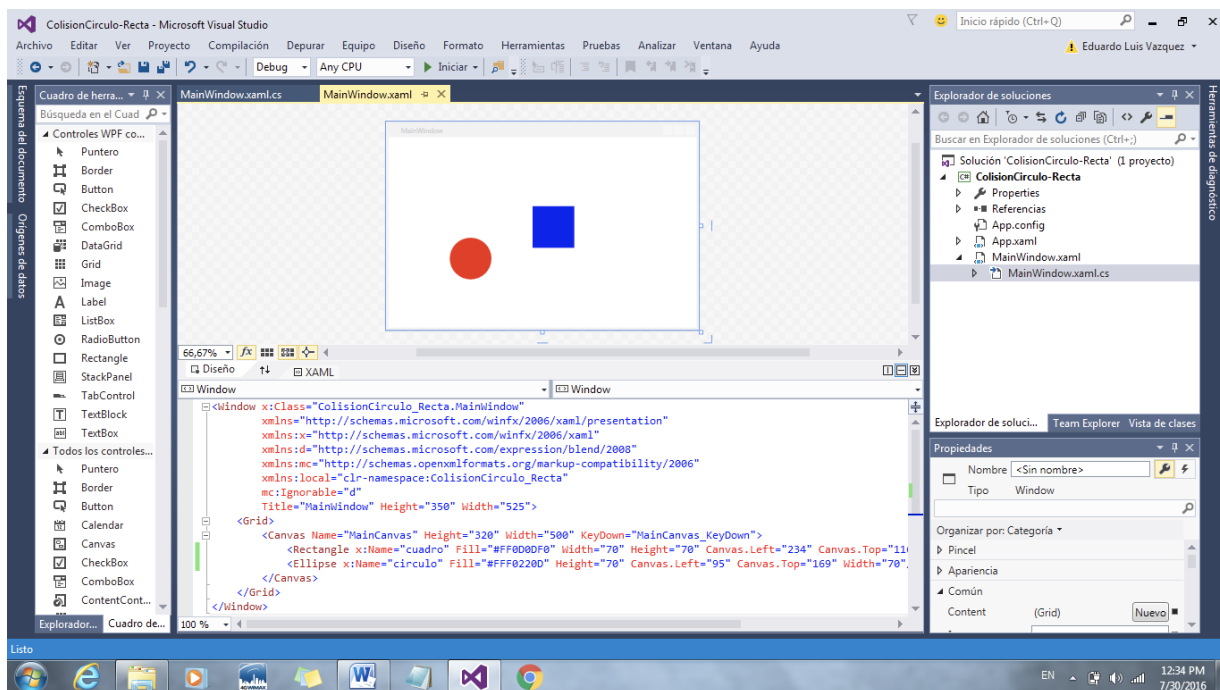 ColisionCirculo-Recta - Microsoft Visual Studio
Inicio rápido (Ctrl+Q)
Archivo Editar Ver Proyecto Compilación Depurar Equipo Diseño Formato Herramientas Pruebas Analizar Ventana Ayuda
Eduardo Luis Vazquez
Debug Any CPU Iniciar
Esquema del documento
Orígenes de datos
Cuadro de herra...
Búsqueda en el Cuad
Controles WPF co...
Puntero
Border
Button
CheckBox
ComboBox
DataGrid
Grid
Image
Label
ListBox
RadioButton
Rectangle
StackPanel
TabControl
TextBlock
TextBox
Todos los controles...
Puntero
Border
Button
Calendar
Canvas
CheckBox
ComboBox
ContentCont...
Explorador... Cuadro de...
MainWindow.xaml.cs MainWindow.xaml
MainWindow
66,67% fx
Diseño XAML
Window Window
<Window x:Class="ColisionCirculo_Recta.MainWindow"
xmlns="http://schemas.microsoft.com/winfx/2006/xaml/presentation"
xmlns:x="http://schemas.microsoft.com/winfx/2006/xaml"
xmlns:d="http://schemas.microsoft.com/expression/blend/2008"
xmlns:mc="http://schemas.openxmlformats.org/markup-compatibility/2006"
xmlns:local="clr-namespace:ColisionCirculo_Recta"
mc:Ignorable="d"
Title="MainWindow" Height="350" Width="525">
<Grid>
<Canvas Name="MainCanvas" Height="320" Width="500" KeyDown="MainCanvas_KeyDown">
<Rectangle x:Name="cuadro" Fill="#FF0D0DF0" Width="70" Height="70" Canvas.Left="234" Canvas.Top="110
<Ellipse x:Name="circulo" Fill="#FFF0220D" Height="70" Canvas.Left="95" Canvas.Top="169" Width="70"
</Canvas>
</Grid>
</Window>
100 %
Explorador de soluciones
Buscar en Explorador de soluciones (Ctrl+;)
Solución 'ColisionCirculo-Recta' (1 proyecto)
C# ColisionCirculo-Recta
Properties
Referencias
App.config
App.xaml
MainWindow.xaml
MainWindow.xaml.cs
Explorador de soluci... Team Explorer Vista de clases
Propiedades
Nombre <Sin nombre>
Tipo Window
Organizar por: Categoría
Pincel
Apariencia
Común
Content (Grid) Nuevo
Herramientas de diagnóstico
Listo
EN
12:34 PM
7/30/2016